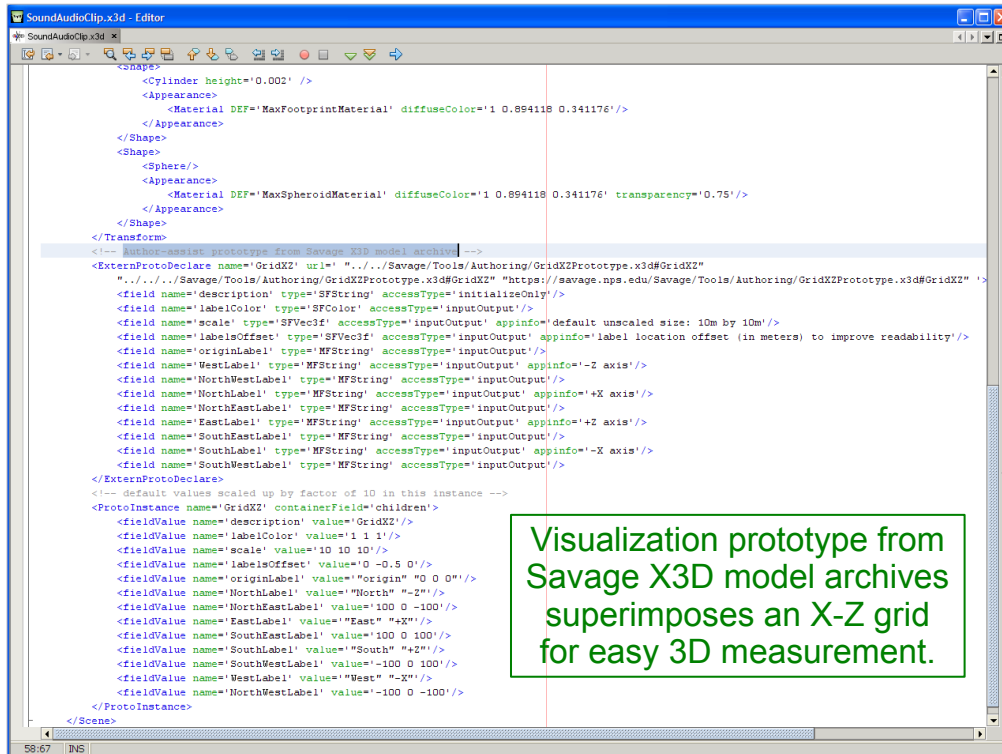 SoundAudioClip.x3d - Editor
SoundAudioClip.x3d ×
<Shape>
<Cylinder height='0.002' />
<Appearance>
<Material DEF='MaxFootprintMaterial' diffuseColor='1 0.894118 0.341176'/>
</Appearance>
</Shape>
<Shape>
<Sphere/>
<Appearance>
<Material DEF='MaxSpheroidMaterial' diffuseColor='1 0.894118 0.341176' transparency='0.75'/>
</Appearance>
</Shape>
</Transform>
<!-- Author-assist prototype from Savage X3D model archive -->
<ExternProtoDeclare name='GridXZ' url=' "../../Savage/Tools/Authoring/GridXZPrototype.x3d#GridXZ"
"../../../Savage/Tools/Authoring/GridXZPrototype.x3d#GridXZ" "https://savage.nps.edu/Savage/Tools/Authoring/GridXZPrototype.x3d#GridXZ" '>
<field name='description' type='SFString' accessType='initializeOnly'/>
<field name='labelColor' type='SFColor' accessType='inputOutput'/>
<field name='scale' type='SFVec3f' accessType='inputOutput' appinfo='default unscaled size: 10m by 10m'/>
<field name='labelsOffset' type='SFVec3f' accessType='inputOutput' appinfo='label location offset (in meters) to improve readability'/>
<field name='originLabel' type='MFString' accessType='inputOutput'/>
<field name='WestLabel' type='MFString' accessType='inputOutput' appinfo='-Z axis'/>
<field name='NorthWestLabel' type='MFString' accessType='inputOutput'/>
<field name='NorthLabel' type='MFString' accessType='inputOutput' appinfo='+X axis'/>
<field name='NorthEastLabel' type='MFString' accessType='inputOutput'/>
<field name='EastLabel' type='MFString' accessType='inputOutput' appinfo='+Z axis'/>
<field name='SouthEastLabel' type='MFString' accessType='inputOutput'/>
<field name='SouthLabel' type='MFString' accessType='inputOutput' appinfo='-X axis'/>
<field name='SouthWestLabel' type='MFString' accessType='inputOutput'/>
</ExternProtoDeclare>
<!-- default values scaled up by factor of 10 in this instance -->
<ProtoInstance name='GridXZ' containerField='children'>
<fieldValue name='description' value='GridXZ'/>
<fieldValue name='labelColor' value='1 1 1'/>
<fieldValue name='scale' value='10 10 10'/>
<fieldValue name='labelsOffset' value='0 -0.5 0'/>
<fieldValue name='originLabel' value='"origin" "0 0 0"'/>
<fieldValue name='NorthLabel' value='"North" "-Z"'/>
<fieldValue name='NorthEastLabel' value='100 0 -100'/>
<fieldValue name='EastLabel' value='"East" "+X"'/>
<fieldValue name='SouthEastLabel' value='100 0 100'/>
<fieldValue name='SouthLabel' value='"South" "+Z"'/>
<fieldValue name='SouthWestLabel' value='-100 0 100'/>
<fieldValue name='WestLabel' value='"West" "-X"'/>
<fieldValue name='NorthWestLabel' value='-100 0 -100'/>
</ProtoInstance>
</Scene>
Visualization prototype from
Savage X3D model archives
superimposes an X-Z grid
for easy 3D measurement.
58:67 INS